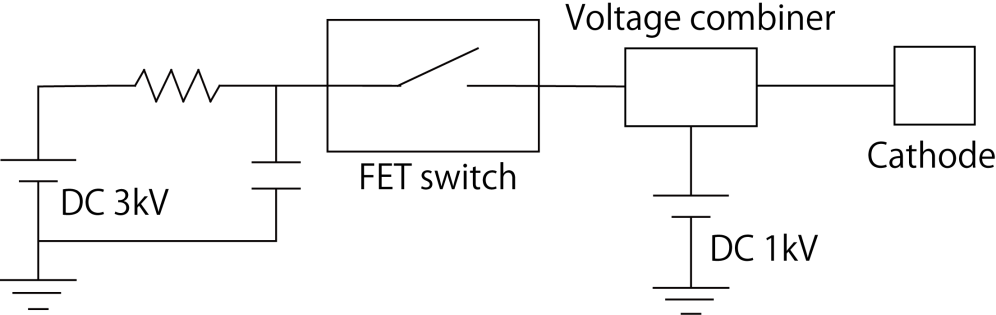 Voltage combiner
FET switch
Cathode
DC 3kV
DC 1kV